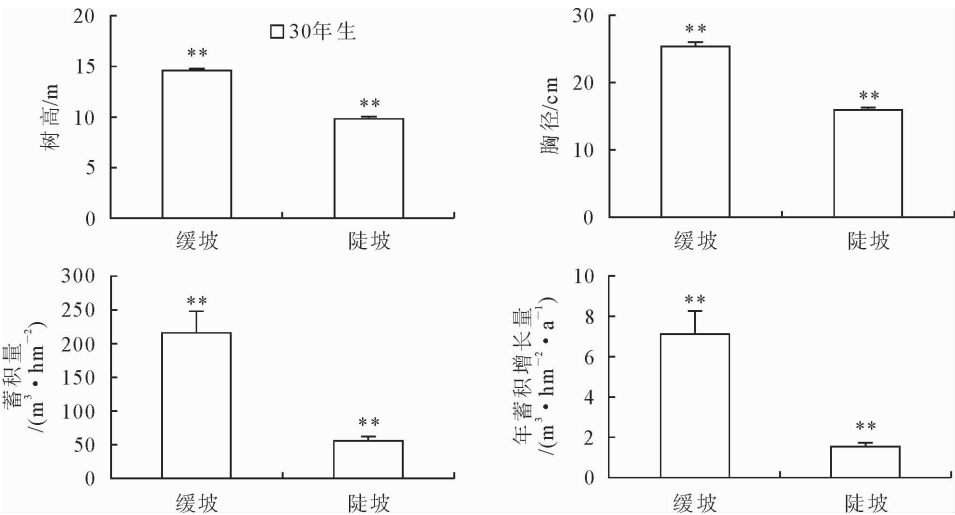 20
15
10
5
0
树高/m
30年生
**
**
缓坡
陡坡
30
20
10
0
胸径/cm
**
**
缓坡
陡坡
300
250
200
150
100
50
0
蓄积量
/(m³•hm⁻²)
**
**
缓坡
陡坡
10
8
6
4
2
0
年蓄积增长量
/(m³•hm⁻²•a⁻¹)
**
**
缓坡
陡坡